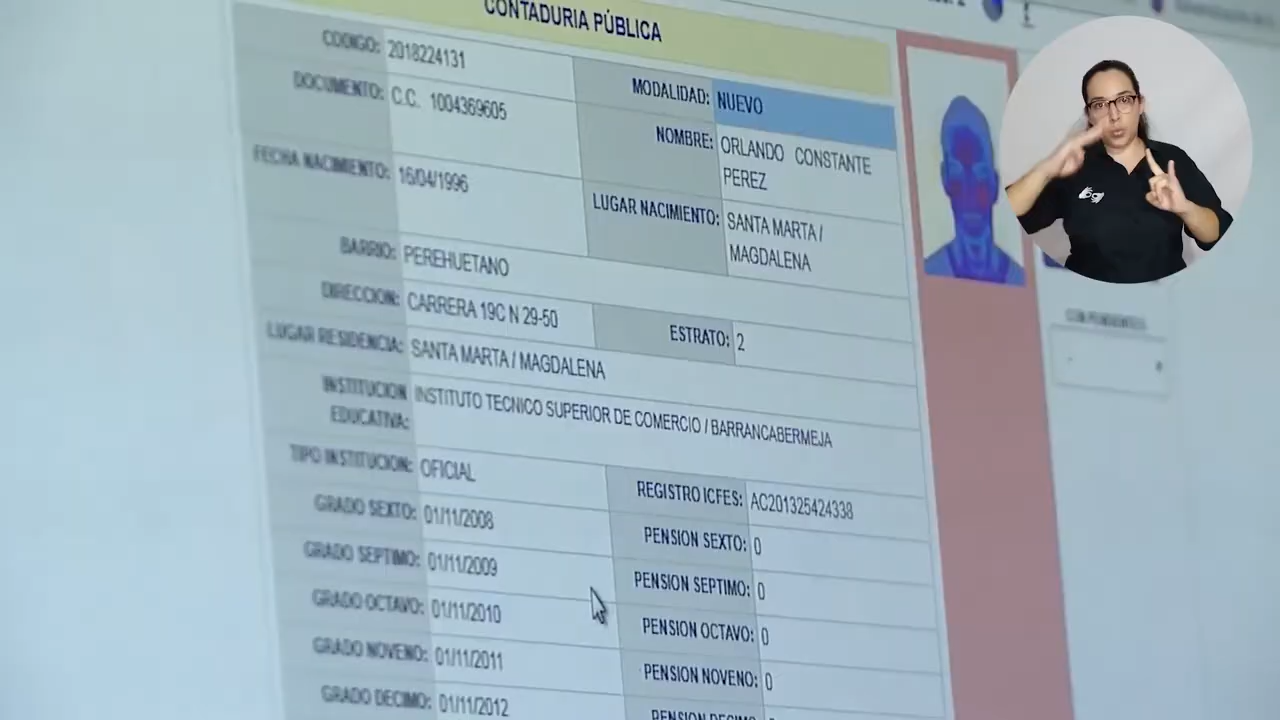 CONTADURIA PÚBLICA
CODIGO: 2018224131
MODALIDAD: NUEVO
DOCUMENTO: C.C. 1004369605
NOMBRE: ORLANDO CONSTANTE
PEREZ
FECHA NACIMIENTO: 16/04/1996
LUGAR NACIMIENTO: SANTA MARTA /
MAGDALENA
BARRIO: PEREHUETANO
DIRECCION: CARRERA 19C N 29-50
ESTRATO: 2
LUGAR RESIDENCIA: SANTA MARTA / MAGDALENA
INSTITUCION
EDUCATIVA:
INSTITUTO TECNICO SUPERIOR DE COMERCIO / BARRANCABERMEJA
TIPO INSTITUCION: OFICIAL
REGISTRO ICFES: AC201325424338
GRADO SEXTO: 01/11/2008
PENSION SEXTO: 0
GRADO SEPTIMO: 01/11/2009
PENSION SEPTIMO: 0
GRADO OCTAVO: 01/11/2010
PENSION OCTAVO: 0
GRADO NOVENO: 01/11/2011
PENSION NOVENO: 0
GRADO DECIMO: 01/11/2012
PENSION DECIMO: